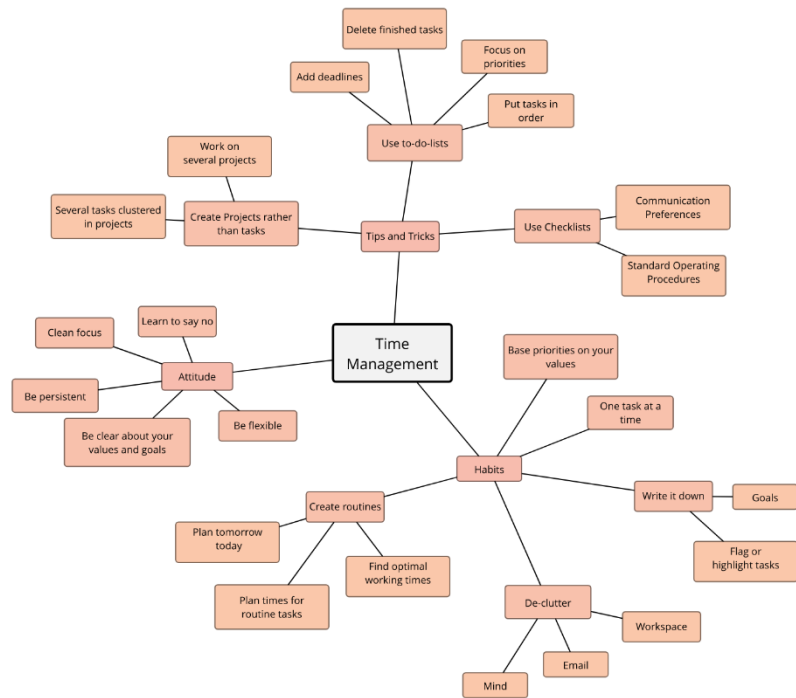 Delete finished tasks
Focus on
priorities
Add deadlines
Put tasks in
order
Use to-do-lists
Work on
several projects
Several tasks clustered
in projects
Create Projects rather
than tasks
Tips and Tricks
Use Checklists
Communication
Preferences
Standard Operating
Procedures
Time
Management
Learn to say no
Clean focus
Attitude
Be persistent
Be clear about your
values and goals
Be flexible
Base priorities on your
values
One task at a
time
Habits
Write it down
Goals
Flag or
highlight tasks
Create routines
Plan tomorrow
today
Find optimal
working times
Plan times for
routine tasks
De-clutter
Workspace
Email
Mind